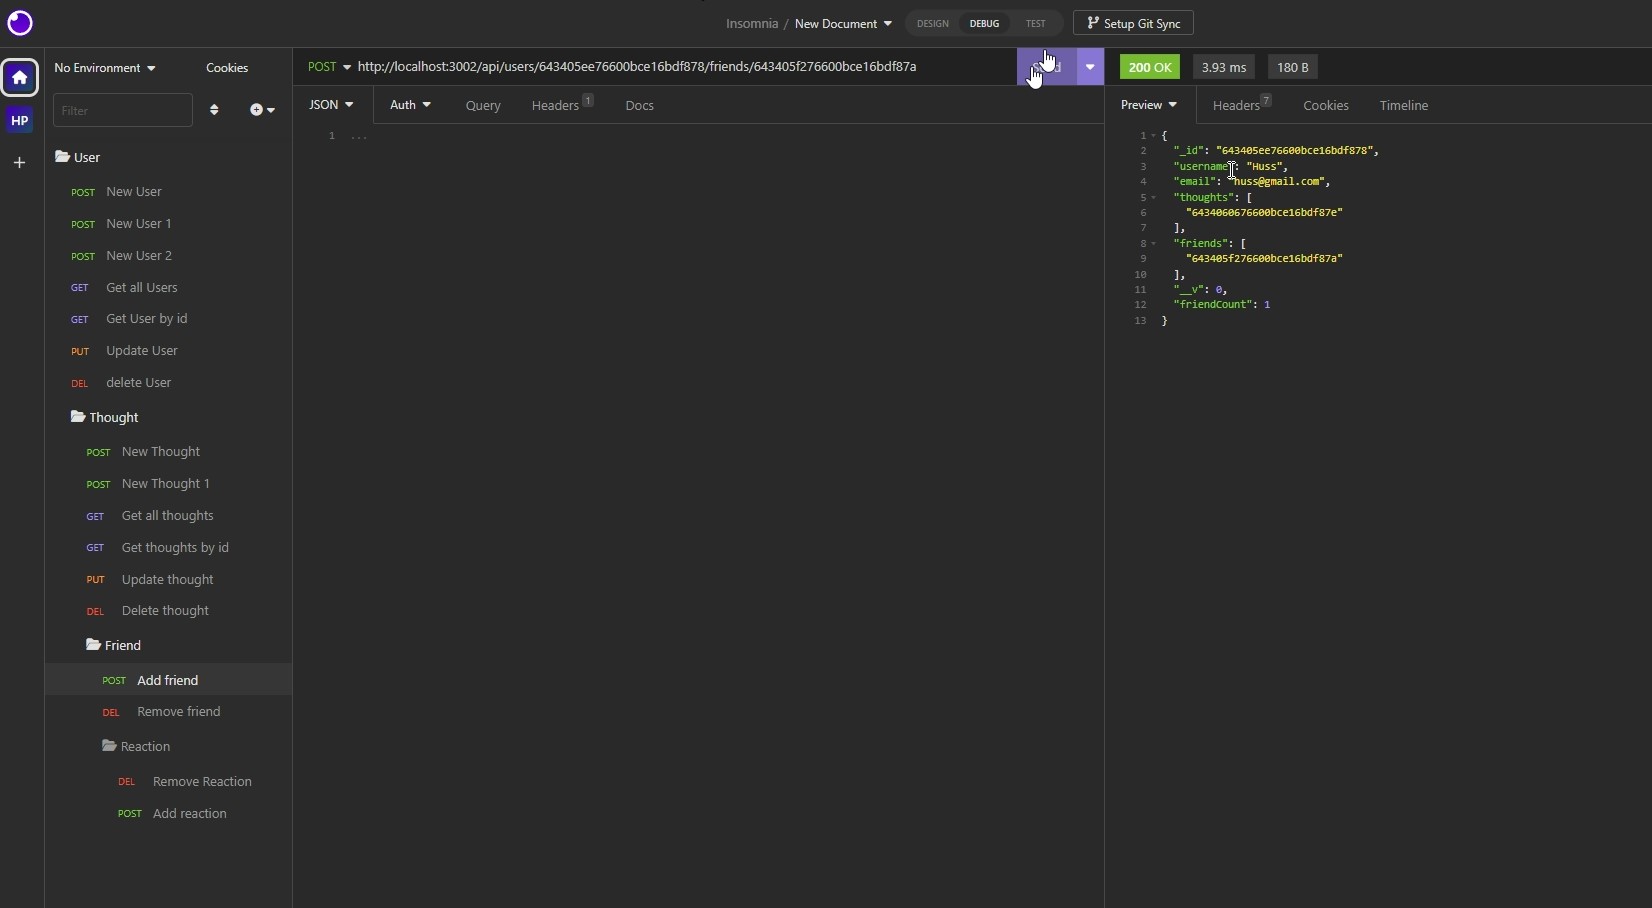 Insomnia / New Document
DESIGN DEBUG TEST
Setup Git Sync
HP
No Environment
Cookies
Filter
User
POST New User
POST New User 1
POST New User 2
GET Get all Users
GET Get User by id
PUT Update User
DEL delete User
Thought
POST New Thought
POST New Thought 1
GET Get all thoughts
GET Get thoughts by id
PUT Update thought
DEL Delete thought
Friend
POST Add friend
DEL Remove friend
Reaction
DEL Remove Reaction
POST Add reaction
POST http://localhost:3002/api/users/643405ee76600bce16bdf878/friends/643405f276600bce16bdf87a
JSON Auth Query Headers 1 Docs
1 ...
200 OK 3.93 ms 180 B
Preview Headers 7 Cookies Timeline
1 {
2 "_id": "643405ee76600bce16bdf878",
3 "username": "Huss",
4 "email": "huss@gmail.com",
5 "thoughts": [
6 "6434060676600bce16bdf87e"
7 ],
8 "friends": [
9 "643405f276600bce16bdf87a"
10 ],
11 "__v": 0,
12 "friendCount": 1
13 }